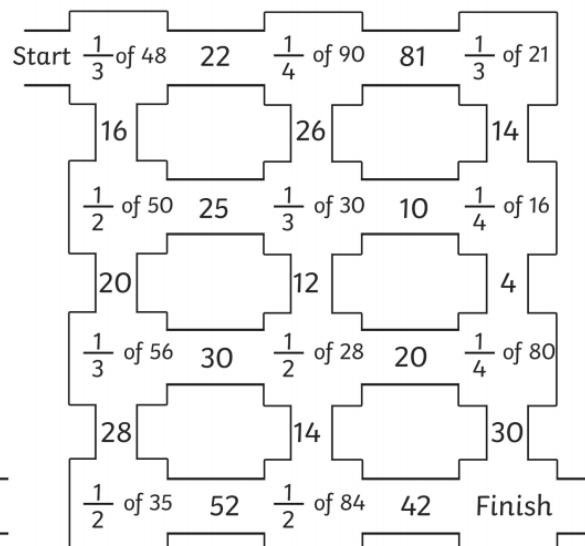 Start 1/3 of 48 22 1/4 of 90 81 1/3 of 21
16 26 14
1/2 of 50 25 1/3 of 30 10 1/4 of 16
20 12 4
1/3 of 56 30 1/2 of 28 20 1/4 of 80
28 14 30
1/2 of 35 52 1/2 of 84 42 Finish